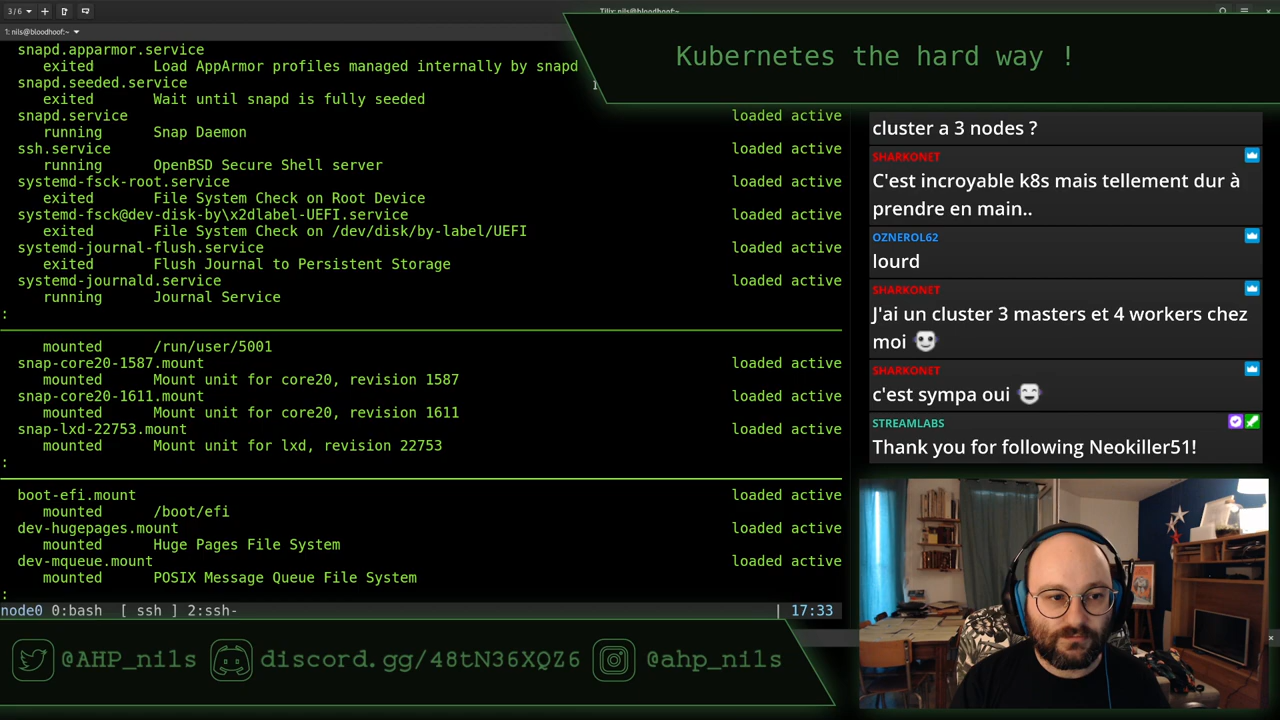 3/6
Tilix: nils@bloodhoof:~
1: nils@bloodhoof:~
Kubernetes the hard way !
snapd.apparmor.service
exited Load AppArmor profiles managed internally by snapd
snapd.seeded.service
exited Wait until snapd is fully seeded
snapd.service loaded active
running Snap Daemon
ssh.service loaded active
running OpenBSD Secure Shell server
systemd-fsck-root.service loaded active
exited File System Check on Root Device
systemd-fsck@dev-disk-by\x2dlabel-UEFI.service loaded active
exited File System Check on /dev/disk/by-label/UEFI
systemd-journal-flush.service loaded active
exited Flush Journal to Persistent Storage
systemd-journald.service loaded active
running Journal Service
:
mounted /run/user/5001
snap-core20-1587.mount loaded active
mounted Mount unit for core20, revision 1587
snap-core20-1611.mount loaded active
mounted Mount unit for core20, revision 1611
snap-lxd-22753.mount loaded active
mounted Mount unit for lxd, revision 22753
:
boot-efi.mount loaded active
mounted /boot/efi
dev-hugepages.mount loaded active
mounted Huge Pages File System
dev-mqueue.mount loaded active
mounted POSIX Message Queue File System
:
node0 0:bash [ ssh ] 2:ssh- | 17:33
cluster a 3 nodes ?
SHARKONET
C'est incroyable k8s mais tellement dur à
prendre en main..
OZNEROL62
lourd
SHARKONET
J'ai un cluster 3 masters et 4 workers chez
moi
SHARKONET
c'est sympa oui
STREAMLABS
Thank you for following Neokiller51!
@AHP_nils discord.gg/48tN36XQZ6 @ahp_nils